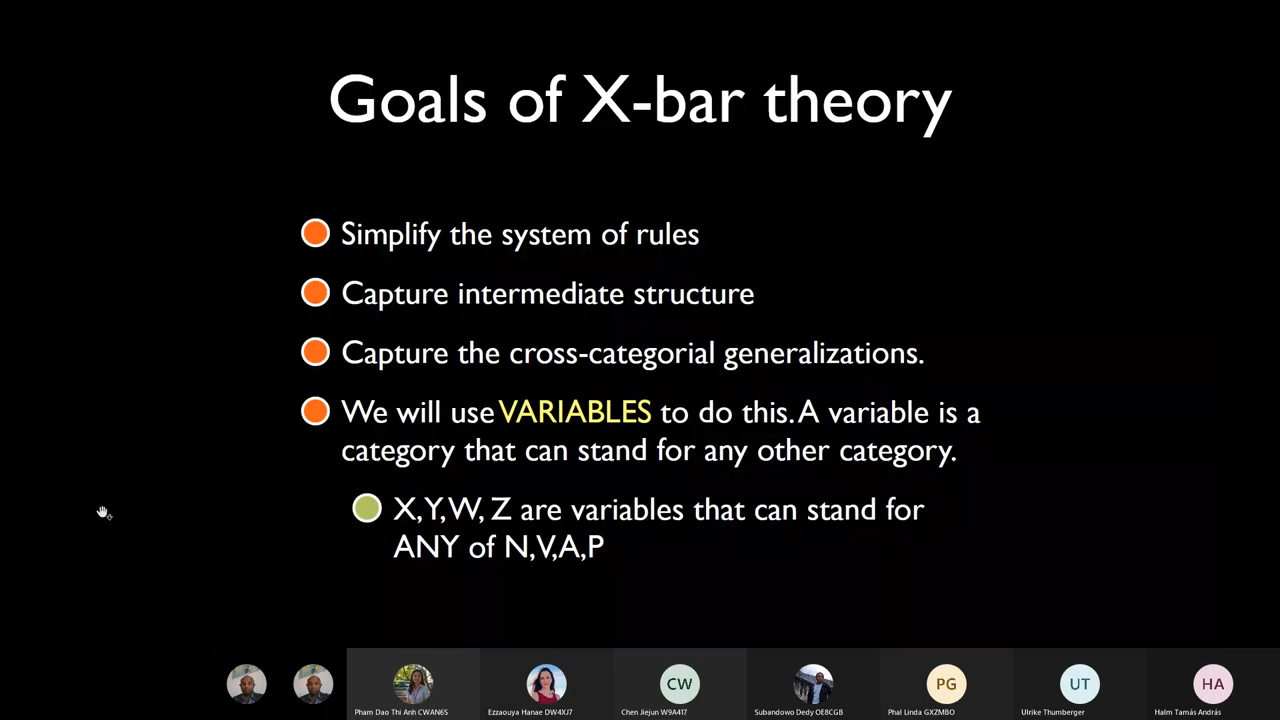 Goals of X-bar theory
Simplify the system of rules
Capture intermediate structure
Capture the cross-categorial generalizations.
We will use VARIABLES to do this. A variable is a
category that can stand for any other category.
X,Y,W, Z are variables that can stand for
ANY of N,V,A,P
CW
PG
UT
HA
Pham Dao Thi Anh CWAN6S
Ezzaouya Hanae DW4XJ7
Chen Jiejun W9A417
Subandowo Dedy OE8CGB
Phal Linda GXZMBO
Ulrike Thumberger
Halm Tamás András